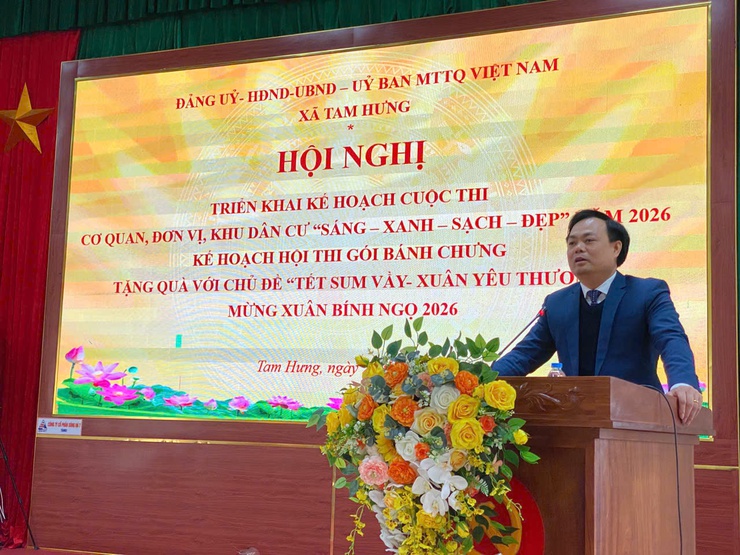 ĐẢNG UỶ- HĐND-UBND – UỶ BAN MTTQ VIỆT NAM
XÃ TAM HƯNG
*
HỘI NGHỊ
TRIỂN KHAI KẾ HOẠCH CUỘC THI
CƠ QUAN, ĐƠN VỊ, KHU DÂN CƯ “SÁNG – XANH – SẠCH – ĐẸP” 2026
KẾ HOẠCH HỘI THI GÓI BÁNH CHƯNG
TẶNG QUÀ VỚI CHỦ ĐỀ “TẾT SUM VẦY- XUÂN YÊU
MỪNG XUÂN BÍNH NGỌ 2026
Tam Hưng, ngày